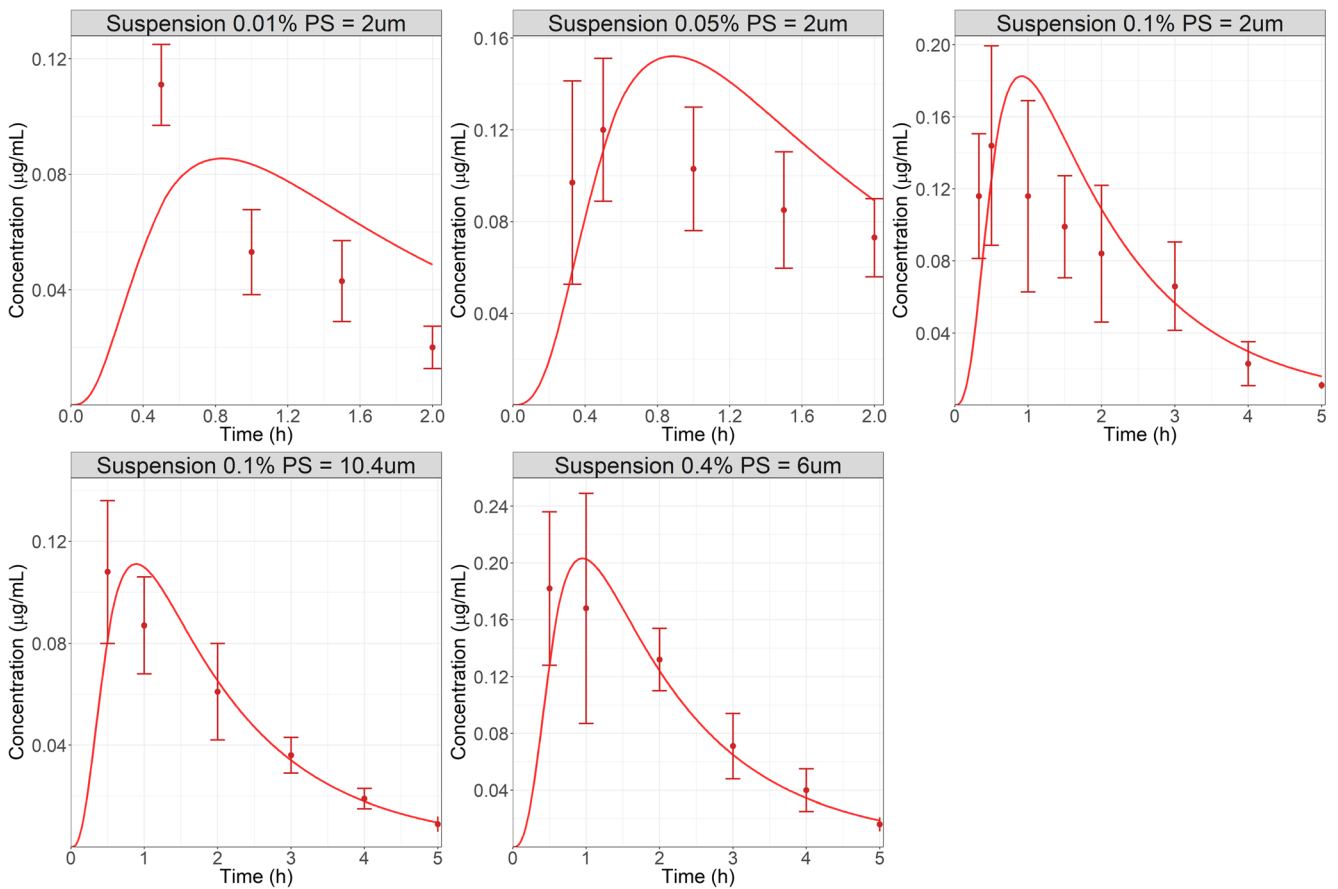 Suspension 0.01% PS = 2um
Concentration (µg/mL)
0.12
0.08
0.04
0.0 0.4 0.8 1.2 1.6 2.0
Time (h)
Suspension 0.05% PS = 2um
Concentration (µg/mL)
0.16
0.12
0.08
0.04
0.0 0.4 0.8 1.2 1.6 2.0
Time (h)
Suspension 0.1% PS = 2um
Concentration (µg/mL)
0.20
0.16
0.12
0.08
0.04
0 1 2 3 4 5
Time (h)
Suspension 0.1% PS = 10.4um
Concentration (µg/mL)
0.12
0.08
0.04
0 1 2 3 4 5
Time (h)
Suspension 0.4% PS = 6um
Concentration (µg/mL)
0.24
0.20
0.16
0.12
0.08
0.04
0 1 2 3 4 5
Time (h)